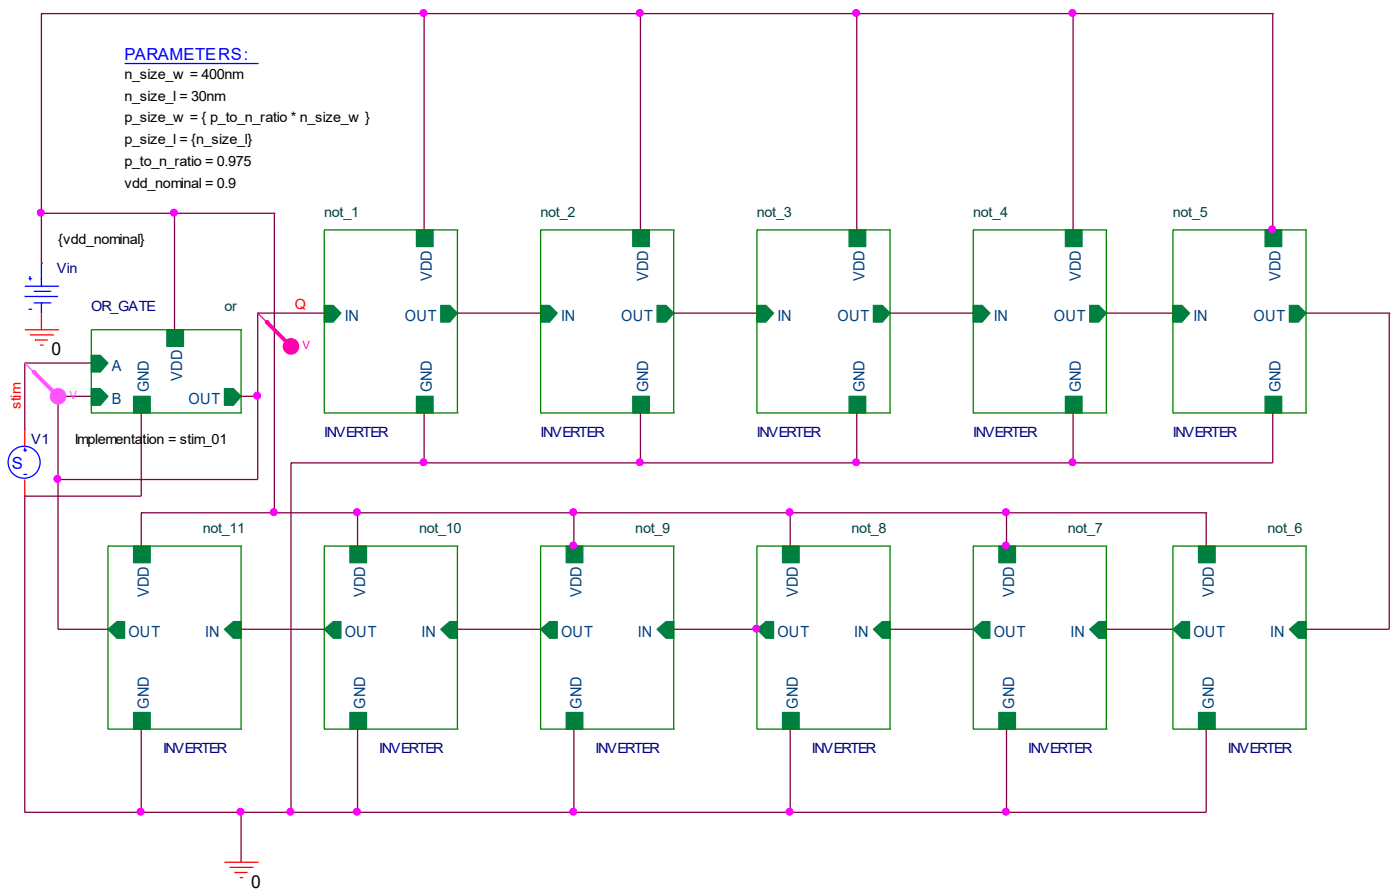 PARAMETERS:
n_size_w = 400nm
n_size_l = 30nm
p_size_w = { p_to_n_ratio * n_size_w }
p_size_l = {n_size_l}
p_to_n_ratio = 0.975
vdd_nominal = 0.9
{vdd_nominal}
Vin
0
OR_GATE
or
VDD
GND
A
B
OUT
stim
V
V1
S
Implementation = stim_01
Q
V
not_1
VDD
IN
OUT
GND
INVERTER
not_2
VDD
IN
OUT
GND
INVERTER
not_3
VDD
IN
OUT
GND
INVERTER
not_4
VDD
IN
OUT
GND
INVERTER
not_5
VDD
IN
OUT
GND
INVERTER
not_11
VDD
OUT
IN
GND
INVERTER
not_10
VDD
OUT
IN
GND
INVERTER
not_9
VDD
OUT
IN
GND
INVERTER
not_8
VDD
OUT
IN
GND
INVERTER
not_7
VDD
OUT
IN
GND
INVERTER
not_6
VDD
OUT
IN
GND
INVERTER
0